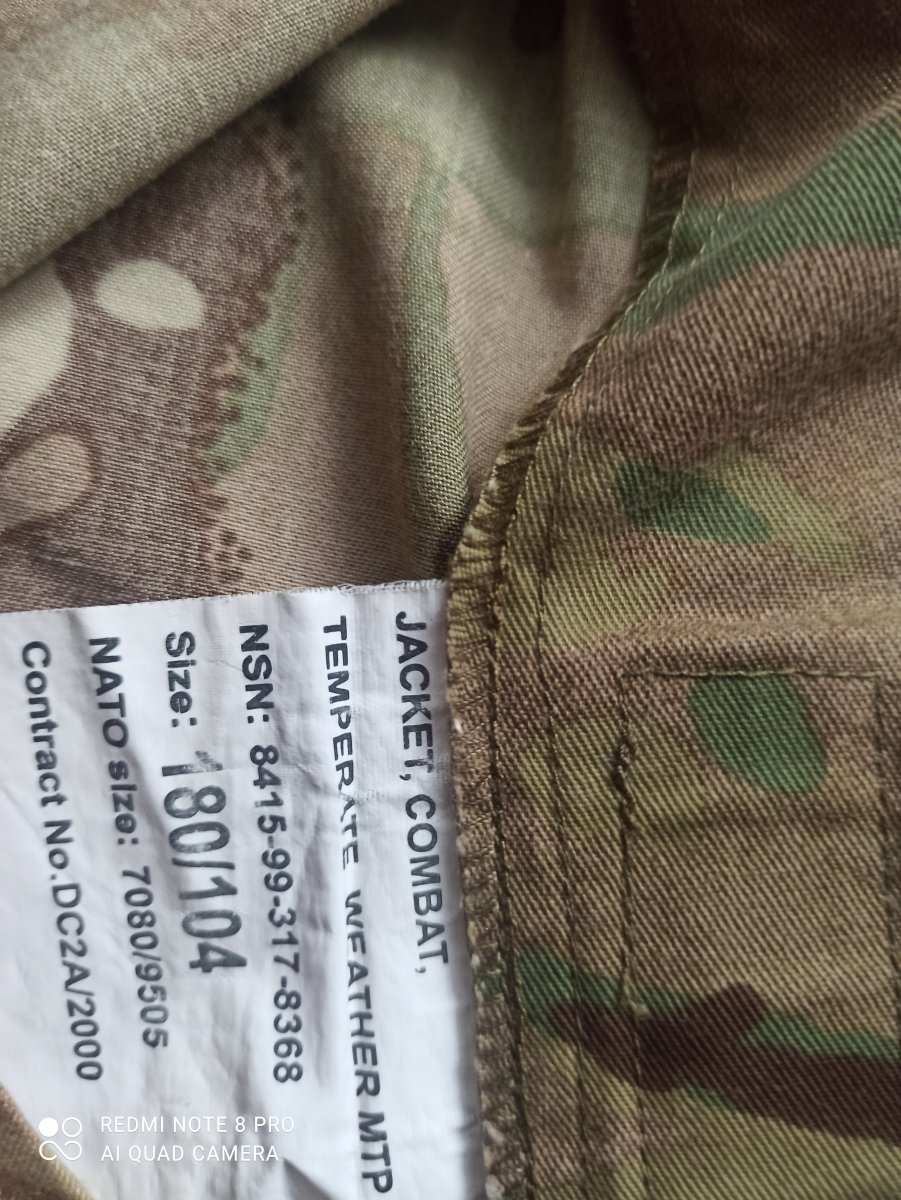 JACKET, COMBAT,
TEMPERATE WEATHER MTP
NSN: 8415-99-317-8368
Size: 180/104
NATO size: 7080/9505
Contract No.DC2A/2000
REDMI NOTE 8 PRO
AI QUAD CAMERA